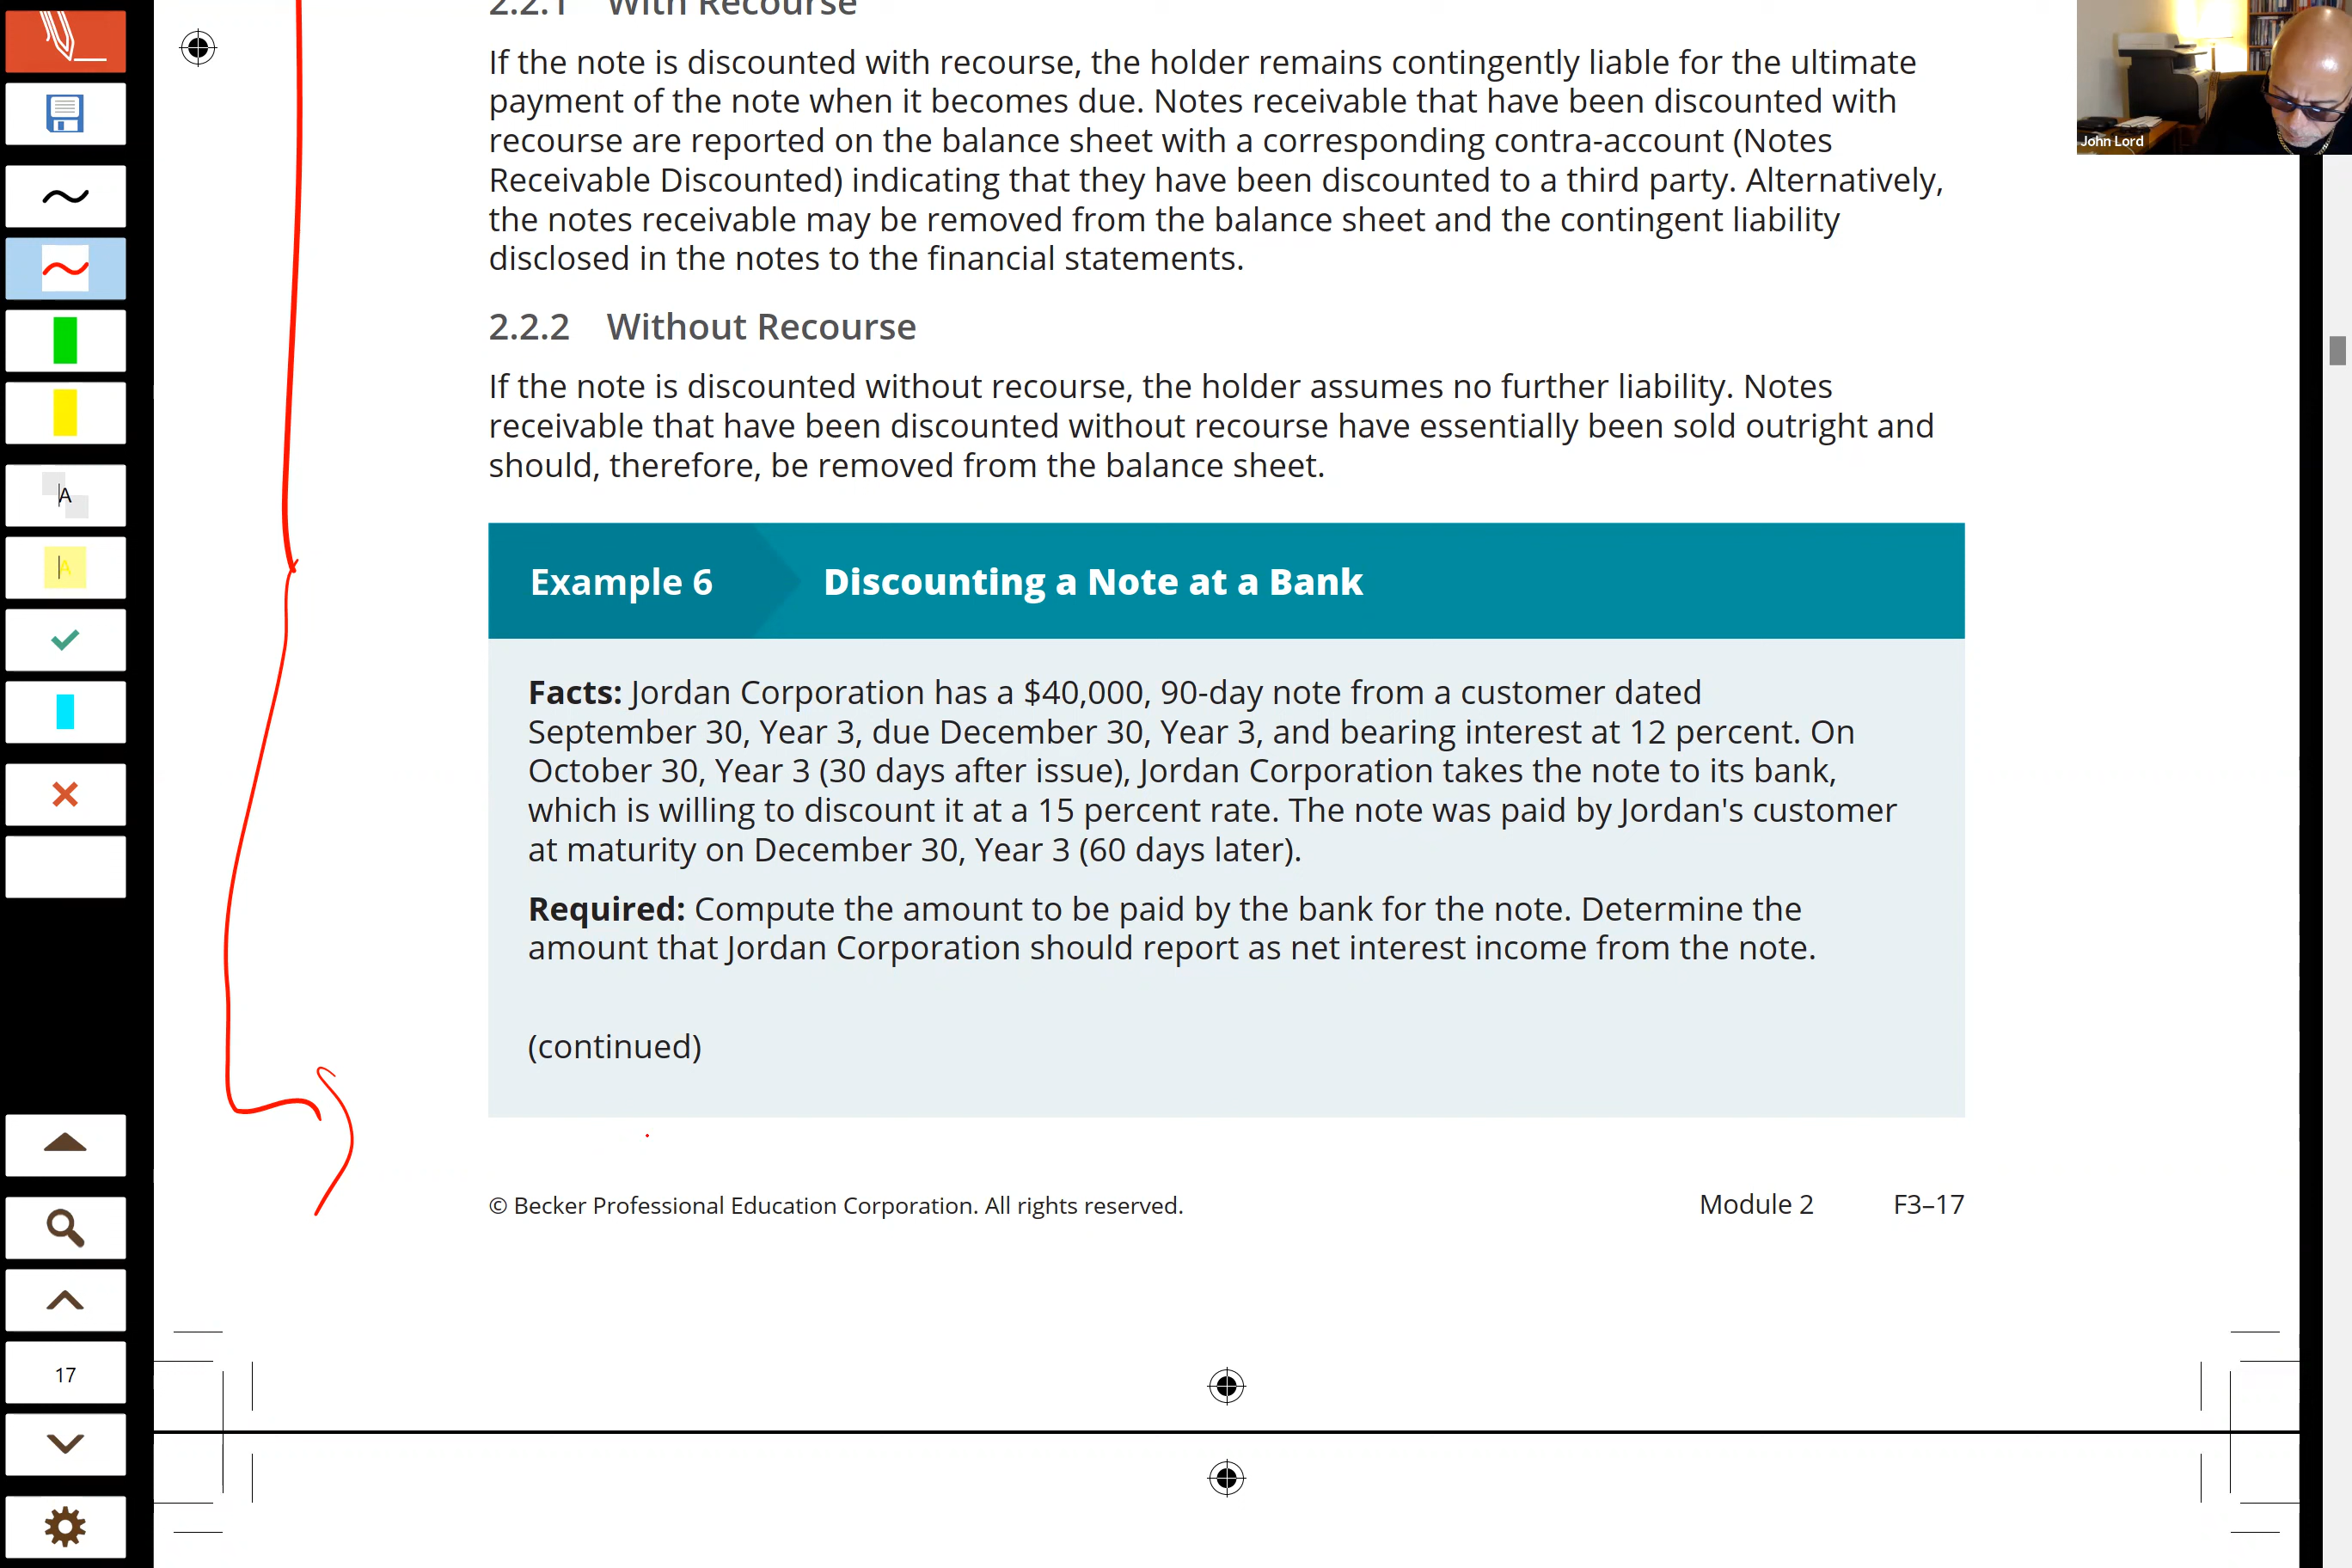 2.2.1 With Recourse
If the note is discounted with recourse, the holder remains contingently liable for the ultimate
payment of the note when it becomes due. Notes receivable that have been discounted with
recourse are reported on the balance sheet with a corresponding contra-account (Notes
Receivable Discounted) indicating that they have been discounted to a third party. Alternatively,
the notes receivable may be removed from the balance sheet and the contingent liability
disclosed in the notes to the financial statements.
John Lord
2.2.2 Without Recourse
If the note is discounted without recourse, the holder assumes no further liability. Notes
receivable that have been discounted without recourse have essentially been sold outright and
should, therefore, be removed from the balance sheet.
A
A
Example 6 Discounting a Note at a Bank
Facts: Jordan Corporation has a $40,000, 90-day note from a customer dated
September 30, Year 3, due December 30, Year 3, and bearing interest at 12 percent. On
October 30, Year 3 (30 days after issue), Jordan Corporation takes the note to its bank,
which is willing to discount it at a 15 percent rate. The note was paid by Jordan's customer
at maturity on December 30, Year 3 (60 days later).
Required: Compute the amount to be paid by the bank for the note. Determine the
amount that Jordan Corporation should report as net interest income from the note.
(continued)
© Becker Professional Education Corporation. All rights reserved.
Module 2 F3–17
17